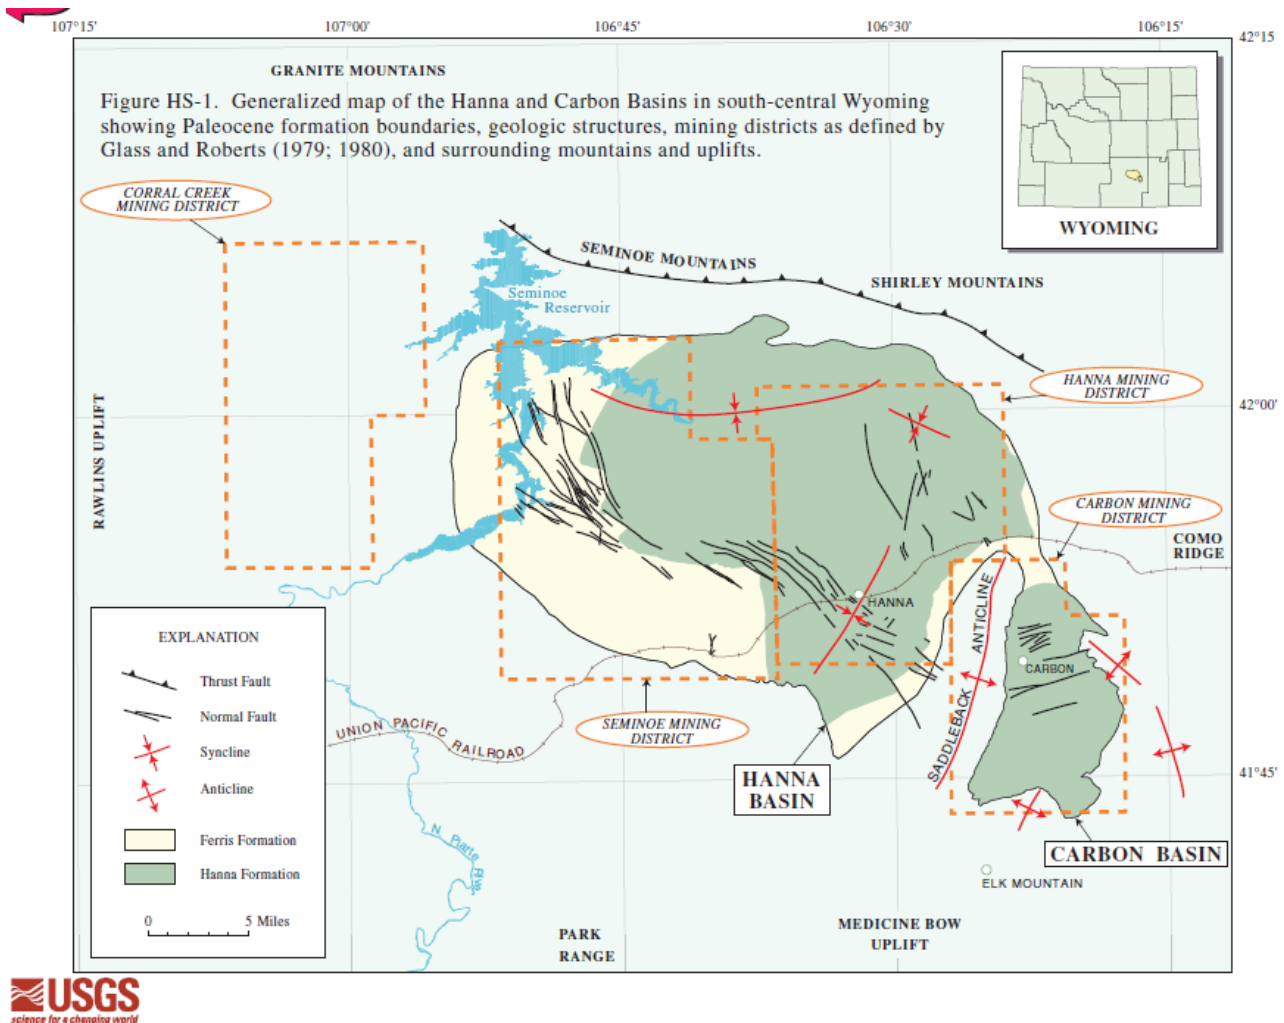 107°15'
107°00'
106°45'
106°30'
106°15'
42°15
GRANITE MOUNTAINS
Figure HS-1. Generalized map of the Hanna and Carbon Basins in south-central Wyoming
showing Paleocene formation boundaries, geologic structures, mining districts as defined by
Glass and Roberts (1979; 1980), and surrounding mountains and uplifts.
WYOMING
CORRAL CREEK
MINING DISTRICT
SEMINOE MOUNTAINS
SHIRLEY MOUNTAINS
Seminoe
Reservoir
HANNA MINING
DISTRICT
42°00'
RAWLINS UPLIFT
CARBON MINING
DISTRICT
COMO
RIDGE
HANNA
SADDLEBACK ANTICLINE
CARBON
EXPLANATION
Thrust Fault
Normal Fault
Syncline
Anticline
Ferris Formation
Hanna Formation
0 5 Miles
UNION PACIFIC RAILROAD
SEMINOE MINING
DISTRICT
HANNA
BASIN
41°45'
N. Platte
CARBON BASIN
ELK MOUNTAIN
PARK
RANGE
MEDICINE BOW
UPLIFT
USGS
science for a changing world